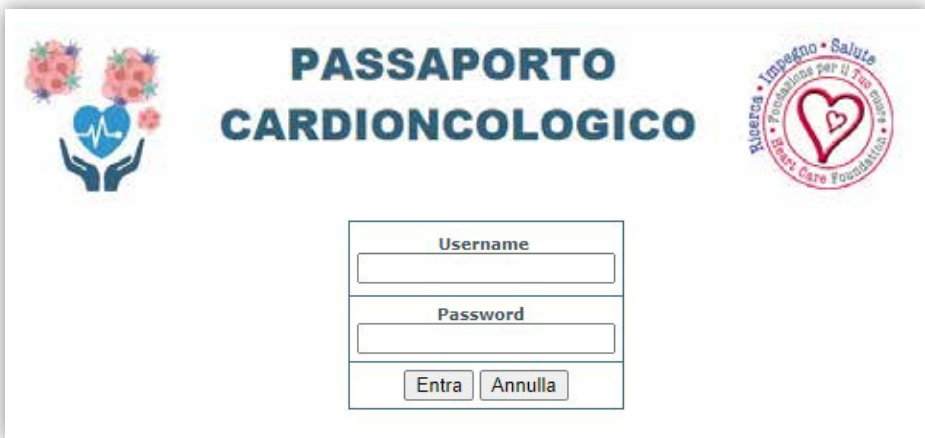 PASSAPORTO
CARDIONCOLOGICO
Ricerca • Impegno • Salute
Fondazione per il Tuo cuore
Heart Care Foundation
Username
Password
Entra Annulla